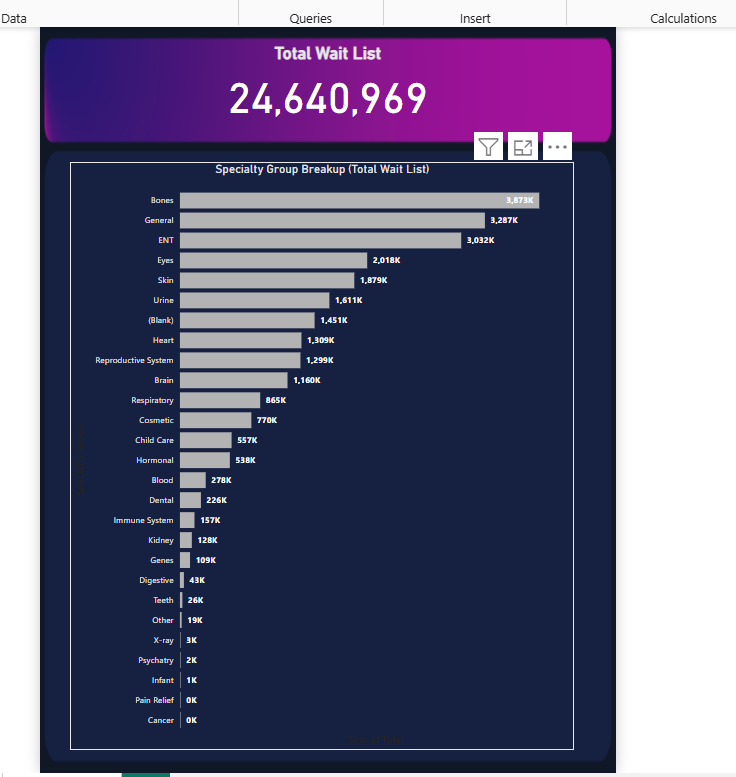 Data Queries Insert Calculations
Total Wait List
24,640,969
Specialty Group Breakup (Total Wait List)
Bones 3,873K
General 3,287K
ENT 3,032K
Eyes 2,018K
Skin 1,879K
Urine 1,611K
(Blank) 1,451K
Heart 1,309K
Reproductive System 1,299K
Brain 1,160K
Respiratory 865K
Cosmetic 770K
Child Care 557K
Hormonal 538K
Blood 278K
Dental 226K
Immune System 157K
Kidney 128K
Genes 109K
Digestive 43K
Teeth 26K
Other 19K
X-ray 3K
Psychatry 2K
Infant 1K
Pain Relief 0K
Cancer 0K